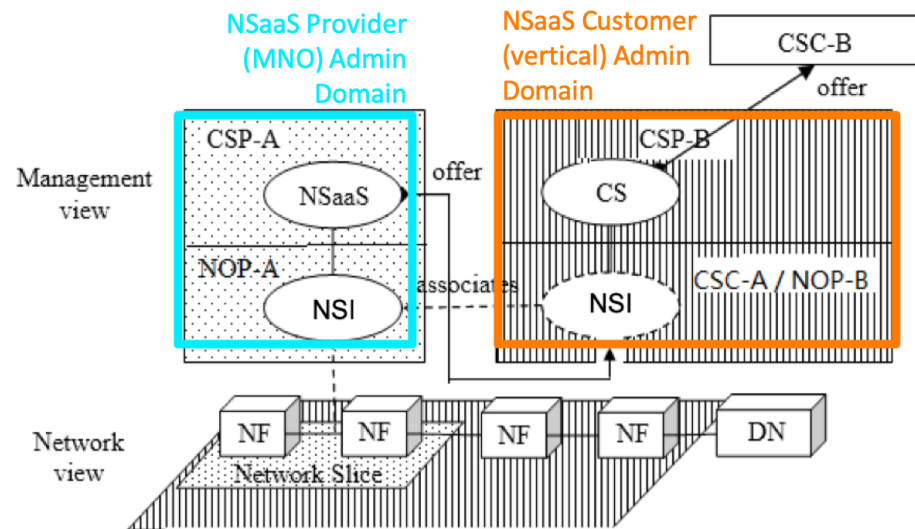 NSaaS Provider
(MNO) Admin
Domain
NSaaS Customer
(vertical) Admin
Domain
CSC-B
offer
CSP-A
CSP-B
Management
view
NSaaS
offer
CS
NOP-A
associates
CSC-A / NOP-B
NSI
NSI
Network
view
NF
NF
NF
NF
DN
Network Slice